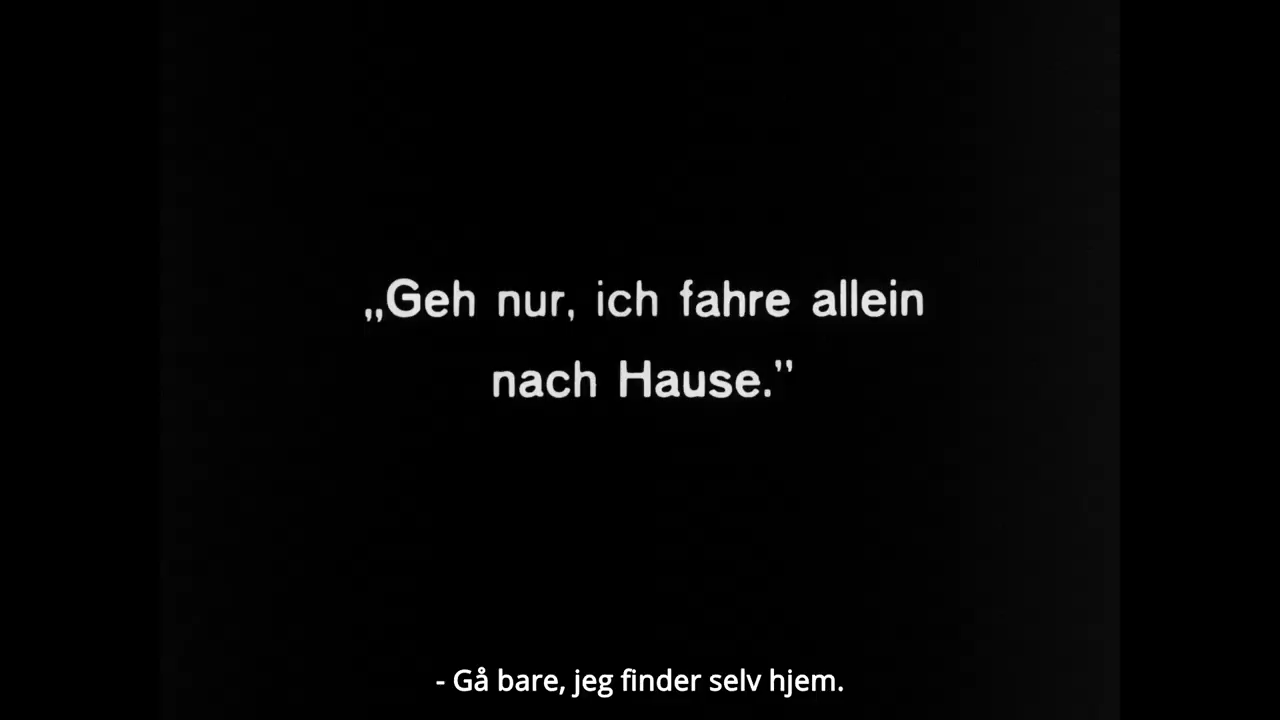 „Geh nur, ich fahre allein
nach Hause.”
- Gå bare, jeg finder selv hjem.